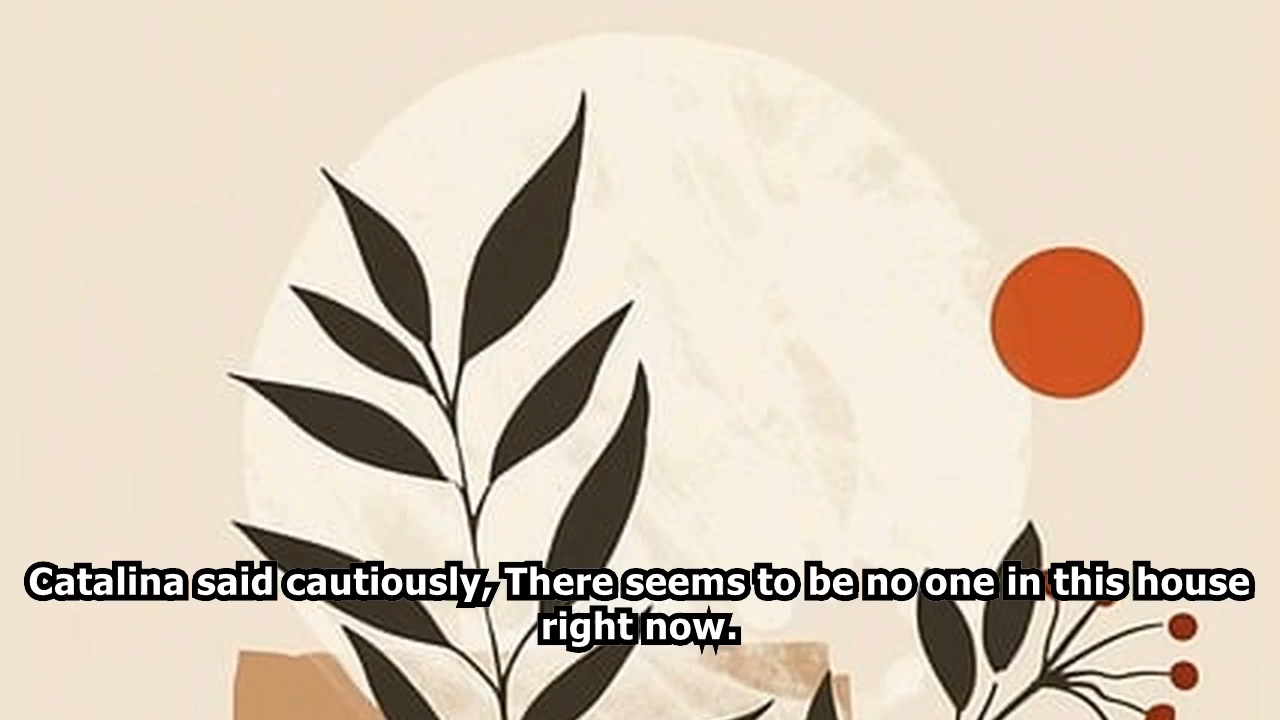 Catalina said cautiously, There seems to be no one in this house
right now.